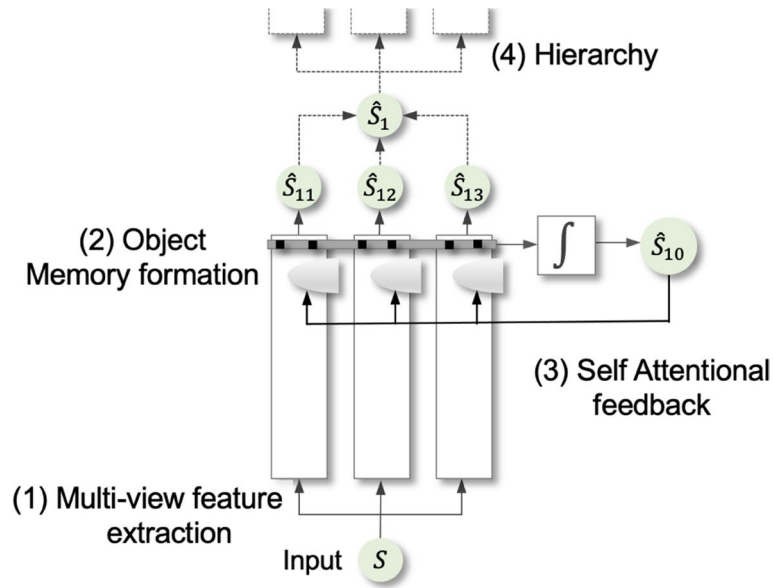 (4) Hierarchy
Ŝ₁
Ŝ₁₁ Ŝ₁₂ Ŝ₁₃
(2) Object
Memory formation
∫ Ŝ₁₀
(3) Self Attentional
feedback
(1) Multi-view feature
extraction
Input S